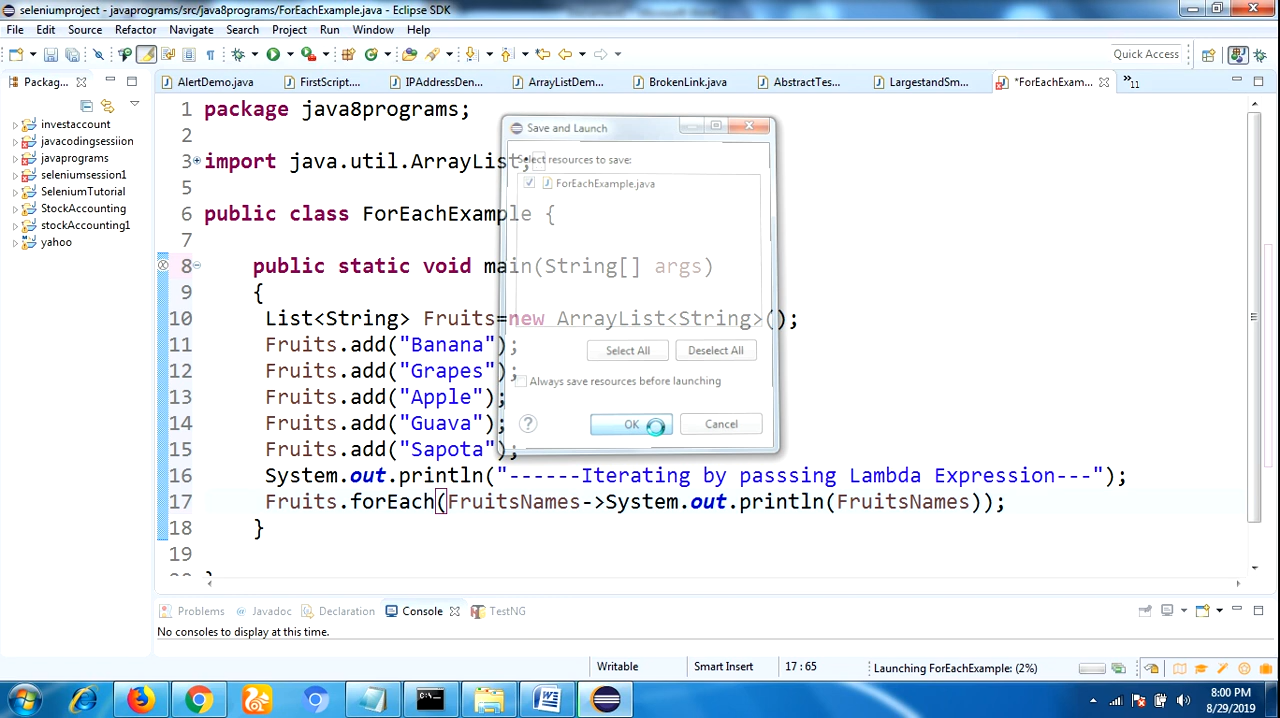 seleniumproject - javaprograms/src/java8programs/ForEachExample.java - Eclipse SDK
File Edit Source Refactor Navigate Search Project Run Window Help
Quick Access
Packag... AlertDemo.java FirstScript.... IPAddressDen... ArrayListDem... BrokenLink.java AbstractTes... LargestandSm... *ForEachExam... »11
investaccount
javacodingsession
javaprograms
seleniumsession1
SeleniumTutorial
StockAccounting
stockAccounting1
yahoo
1 package java8programs;
2
3 import java.util.ArrayList;
5
6 public class ForEachExample {
7
8 public static void main(String[] args)
9 {
10 List<String> Fruits=new ArrayList<String>();
11 Fruits.add("Banana");
12 Fruits.add("Grapes");
13 Fruits.add("Apple");
14 Fruits.add("Guava");
15 Fruits.add("Sapota");
16 System.out.println("------Iterating by passsing Lambda Expression---");
17 Fruits.forEach(FruitsNames->System.out.println(FruitsNames));
18 }
19
Save and Launch
Select resources to save:
ForEachExample.java
Select All Deselect All
Always save resources before launching
? OK Cancel
Problems @ Javadoc Declaration Console TestNG
No consoles to display at this time.
Writable Smart Insert 17 : 65 Launching ForEachExample: (2%)
8:00 PM
8/29/2019